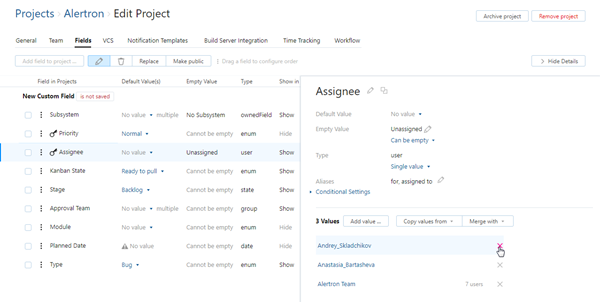 Projects › Alertron › Edit Project
Archive project Remove project
General Team Fields VCS Notification Templates Build Server Integration Time Tracking Workflow
Add field to project ... Replace Make public Drag a field to configure order Hide Details
Field in Projects Default Value(s) Empty Value Type Show in
New Custom Field is not saved
Subsystem No value multiple No Subsystem ownedField Show
Priority Normal Cannot be empty enum Hide
Assignee No value Unassigned user Show
Kanban State Ready to pull Cannot be empty enum Show
Stage Backlog Cannot be empty state Show
Approval Team No value multiple Cannot be empty group Show
Module No value Cannot be empty enum Hide
Planned Date No value Cannot be empty date Hide
Type Bug Cannot be empty enum Show
Assignee
Default Value No value
Empty Value Unassigned
Can be empty
Type user
Single value
Aliases for, assigned to
Conditional Settings
3 Values Add value ... Copy values from Merge with
Andrey_Skladchikov
Anastasia_Bartasheva
Alertron Team 7 users